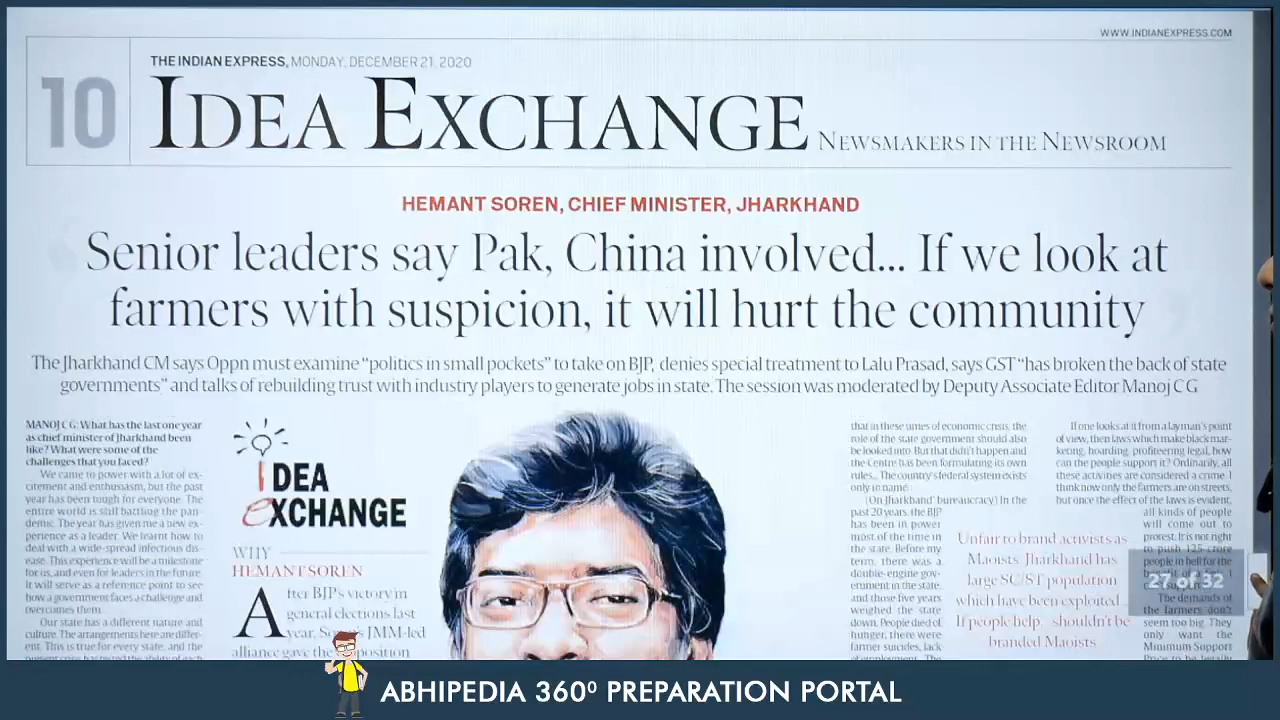 WWW.INDIANEXPRESS.COM
10
THE INDIAN EXPRESS, MONDAY, DECEMBER 21, 2020
IDEA EXCHANGE NEWSMAKERS IN THE NEWSROOM
HEMANT SOREN, CHIEF MINISTER, JHARKHAND
Senior leaders say Pak, China involved... If we look at
farmers with suspicion, it will hurt the community
The Jharkhand CM says Oppn must examine “politics in small pockets” to take on BJP, denies special treatment to Lalu Prasad, says GST “has broken the back of state
governments” and talks of rebuilding trust with industry players to generate jobs in state. The session was moderated by Deputy Associate Editor Manoj C G
MANOJ C G: What has the last one year
as chief minister of Jharkhand been
like? What were some of the
challenges that you faced?
We came to power with a lot of ex-
citement and enthusiasm, but the past
year has been tough for everyone. The
entire world is still battling the pan-
demic. The year has given me a new ex-
perience as a leader. We learnt how to
deal with a wide-spread infectious dis-
ease. This experience will be a milestone
for us, and even for leaders in the future.
It will serve as a reference point to see
how a government faces a challenge and
overcomes them.
Our state has a different nature and
culture. The arrangements here are differ-
ent. This is true for every state, and the
IDEA
eXCHANGE
WHY
HEMANT SOREN
After BJP's victory in
general elections last
year, JMM-led
alliance gave the
that in these times of economic crisis, the
role of the state government should also
be looked into. But that didn't happen and
the Centre has been formulating its own
rules... The country's federal system exists
only in name.
(On Jharkhand' bureaucracy) In the
past 20 years, the BJP
has been in power
most of the time in
the state. Before my
term, there was a
double-engine gov-
ernment in the state,
and those five years
weighed the state
down. People died of
hunger, there were
farmer suicides, lack
of employment. The
Unfair to brand activists as
Maoists. Jharkhand has
large SC/ST population
which have been exploited...
If people help... shouldn't be
branded Maoists
If one looks at it from a layman's point
of view, then laws which make black mar-
keting, hoarding, profiteering legal, how
can the people support it? Ordinarily, all
these activities are considered a crime. I
think now only the farmers are on streets,
but once the effect of the laws is evident,
all kinds of people
will come out to
protest. It is not right
to push 125 crore
people in hell for the
27 of 32
The demands of
the farmers don't
seem too big. They
only want the
Minimum Support
ABHIPEDIA 360⁰ PREPARATION PORTAL